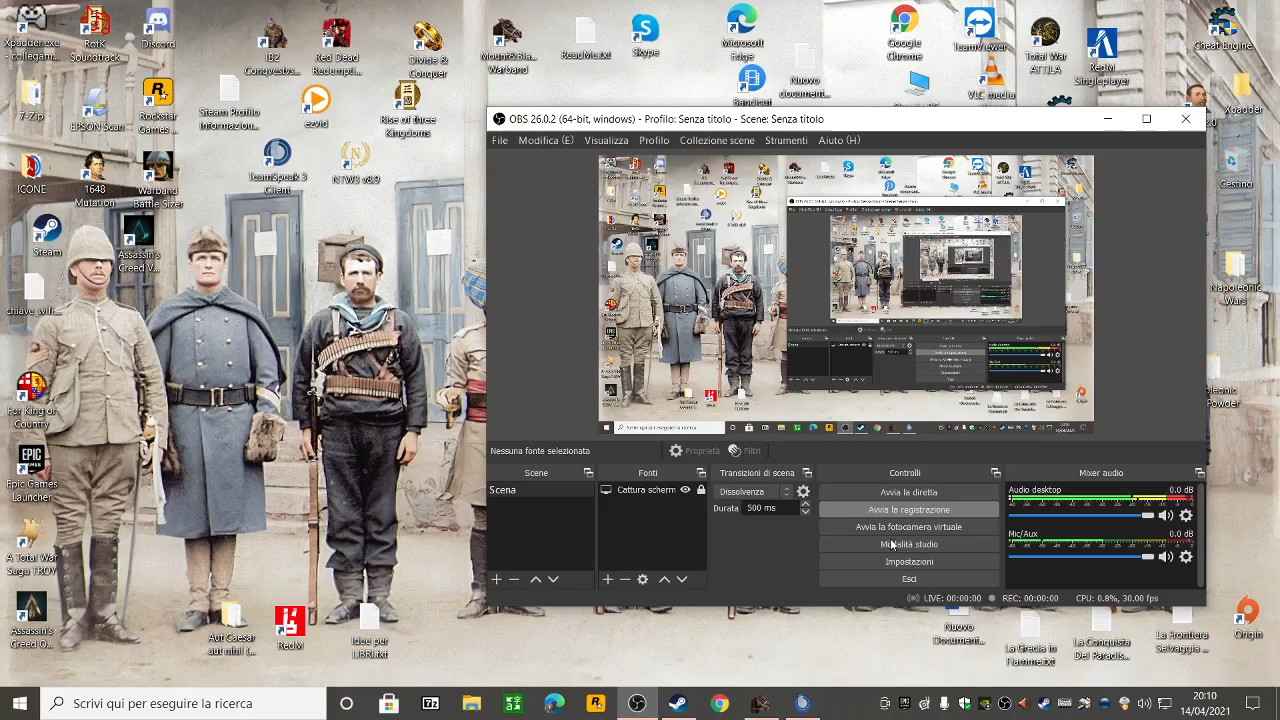 Xpadder.exe
- collegia...
RotK
Soundtrack...
Discord
IB2
Conqvestvs...
Red Dead
Redempti...
Divide &
Conquer
Mount&Bla...
Warband
ReadMe.txt
Skype
Microsoft
Edge
Nuovo
document...
Google
Chrome
TeamViewer
Total War
ATTILA
RedM
Singleplayer
Cheat Engine
7-Zip
EPSON Scan
Rockstar
Games ...
Steam Profilo
Informazion...
ezvid
Rise of three
Kingdoms
Bandicut
VLC media
Xpadder
ICONE
1648
Mutation
Warband
Battle Size...
TeamSpeak 3
Client
NTW3 v8.9
Cestino
Steam
Assassin's
Creed V...
chiave_wifi...
Napoleonic
Wars
For King or
Country
Epic Games
Launcher
A Total War
Saga TROY
Assassin's
Creed O...
Aut Caesar
aut nihil (...
RedM
Idee per
LIBRI.txt
Nuovo
Document...
La Grecia in
Fiamme.txt
La Conquista
Del Paradis...
La Frontiera
Selvaggia ...
Origin
OBS 26.0.2 (64-bit, windows) - Profilo: Senza titolo - Scene: Senza titolo
File Modifica (E) Visualizza Profilo Collezione scene Strumenti Aiuto (H)
Nessuna fonte selezionata
Proprietà
Filtri
Scene
Fonti
Transizioni di scena
Controlli
Mixer audio
Scena
Cattura scherm
Dissolvenza
Durata 500 ms
Avvia la diretta
Avvia la registrazione
Avvia la fotocamera virtuale
Modalità studio
Impostazioni
Esci
Audio desktop 0.0 dB
Mic/Aux 0.0 dB
LIVE: 00:00:00
REC: 00:00:00
CPU: 0.8%, 30.00 fps
Scrivi qui per eseguire la ricerca
20:10
14/04/2021